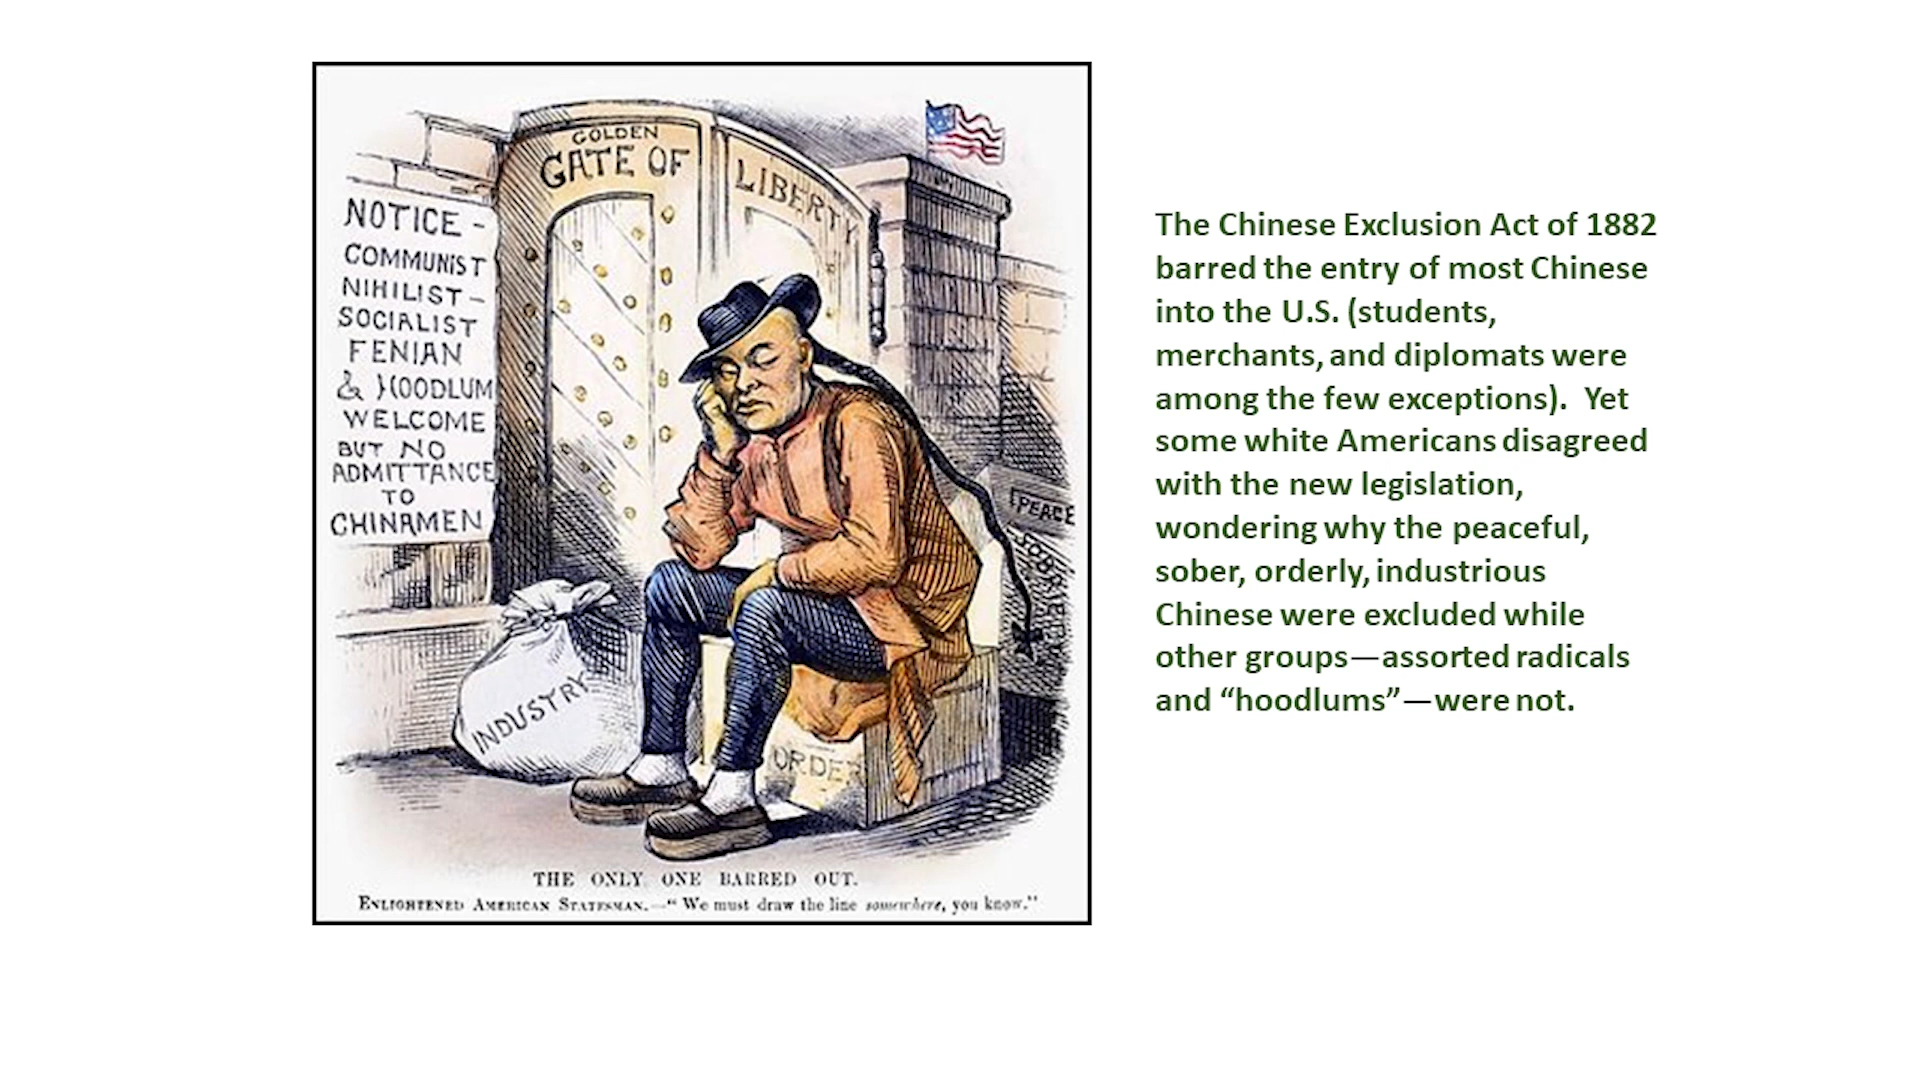 GOLDEN
GATE OF
LIBERTY
NOTICE -
COMMUNIST
NIHILIST -
SOCIALIST
FENIAN
& HOODLUM
WELCOME
BUT NO
ADMITTANCE
TO
CHINAMEN
PEACE
INDUSTRY
ORDER
THE ONLY ONE BARRED OUT.
ENLIGHTENED AMERICAN STATESMAN.—"We must draw the line somewhere, you know."
The Chinese Exclusion Act of 1882
barred the entry of most Chinese
into the U.S. (students,
merchants, and diplomats were
among the few exceptions).  Yet
some white Americans disagreed
with the new legislation,
wondering why the peaceful,
sober, orderly, industrious
Chinese were excluded while
other groups—assorted radicals
and “hoodlums”—were not.